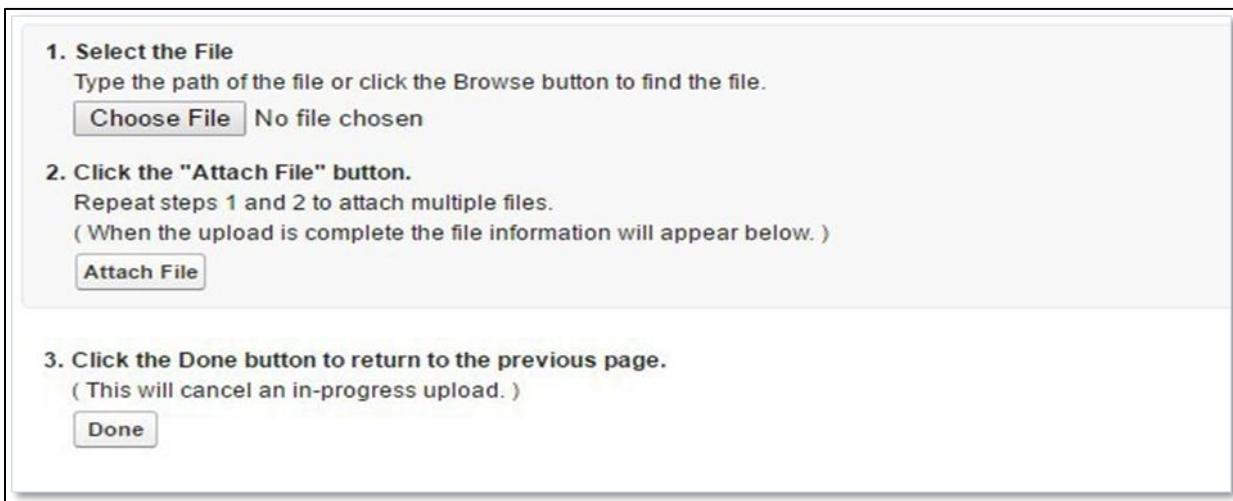 1. Select the File
Type the path of the file or click the Browse button to find the file.
Choose File No file chosen
2. Click the "Attach File" button.
Repeat steps 1 and 2 to attach multiple files.
( When the upload is complete the file information will appear below. )
Attach File
3. Click the Done button to return to the previous page.
( This will cancel an in-progress upload. )
Done